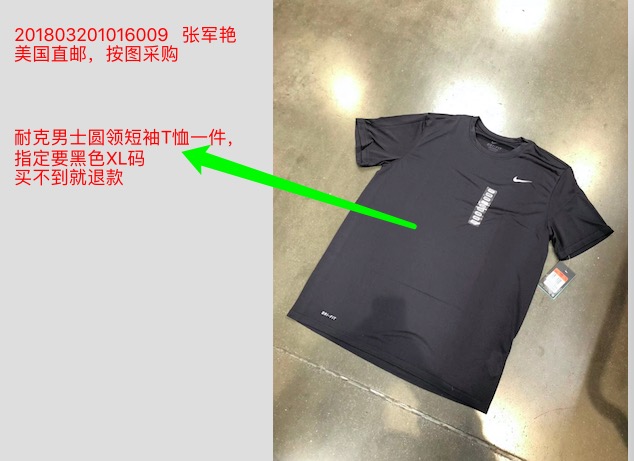 201803201016009 张军艳
美国直邮，按图采购
耐克男士圆领短袖T恤一件，
指定要黑色XL码
买不到就退款
DRI-FIT